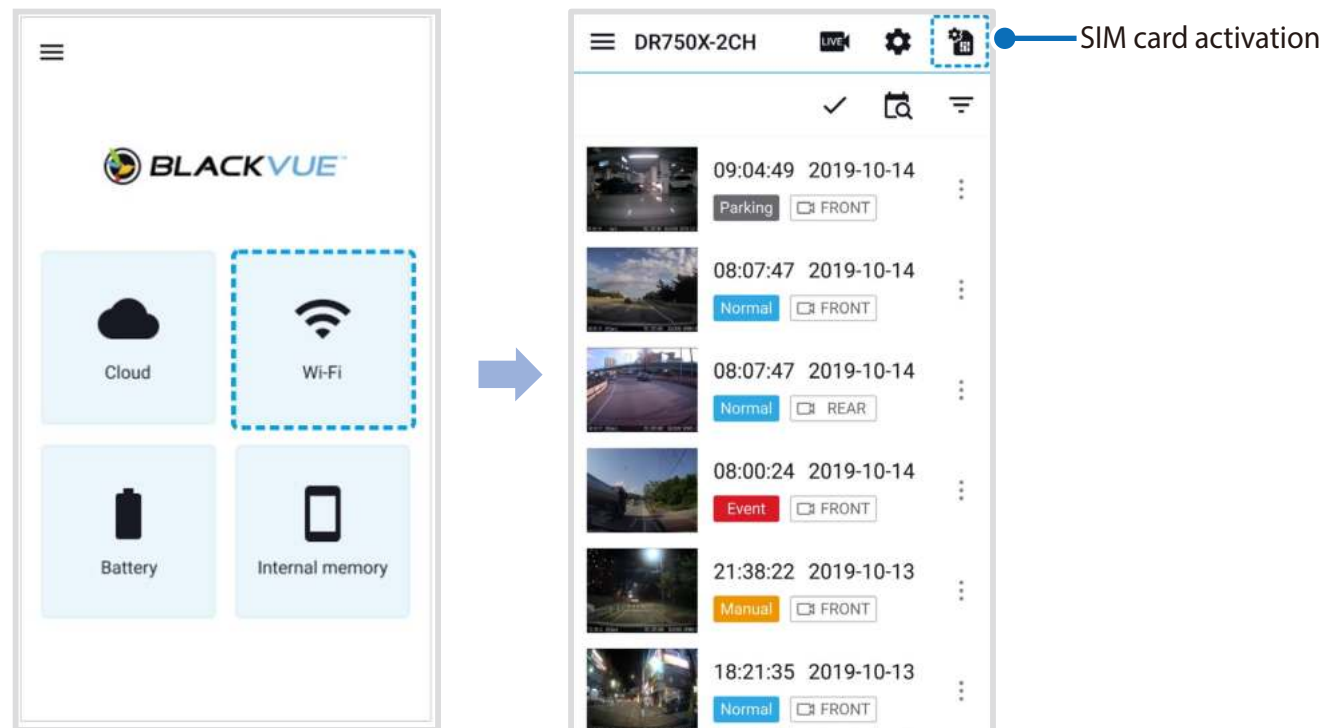 BLACKVUE
Cloud
Wi-Fi
Battery
Internal memory
DR750X-2CH
LIVE
SIM card activation
09:04:49 2019-10-14
Parking FRONT
08:07:47 2019-10-14
Normal FRONT
08:07:47 2019-10-14
Normal REAR
08:00:24 2019-10-14
Event FRONT
21:38:22 2019-10-13
Manual FRONT
18:21:35 2019-10-13
Normal FRONT